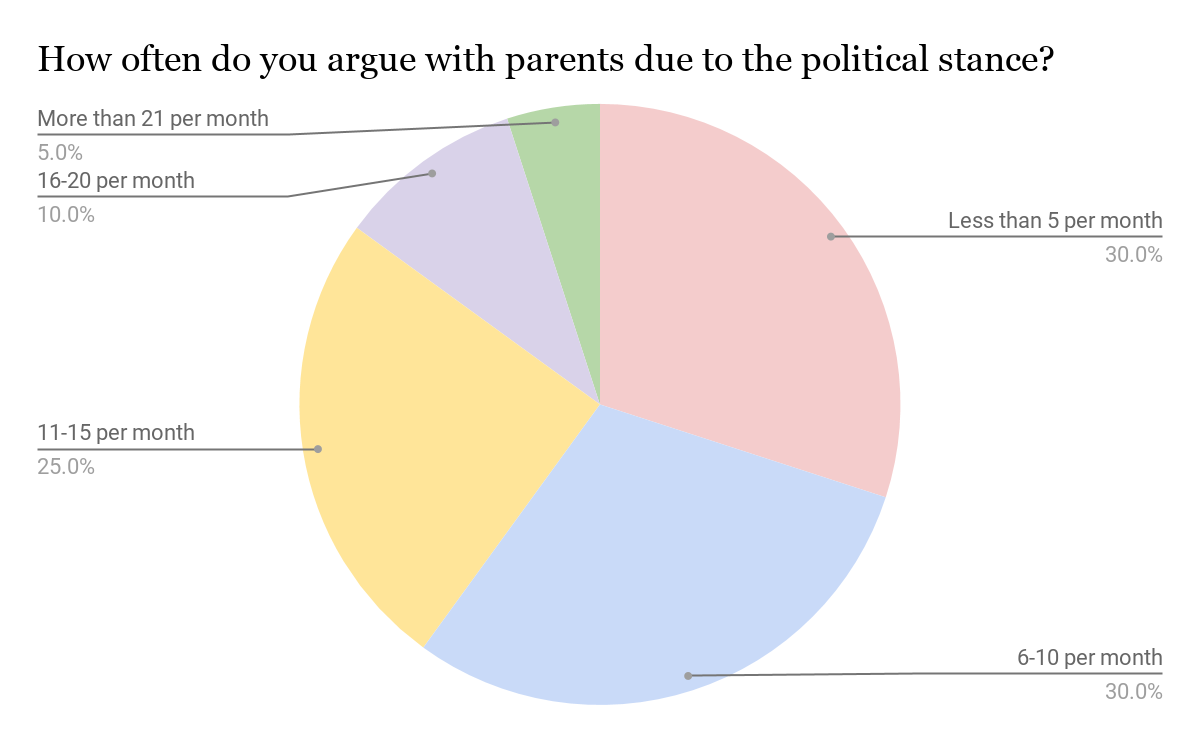 How often do you argue with parents due to the political stance?
More than 21 per month
5.0%
16-20 per month
10.0%
Less than 5 per month
30.0%
11-15 per month
25.0%
6-10 per month
30.0%